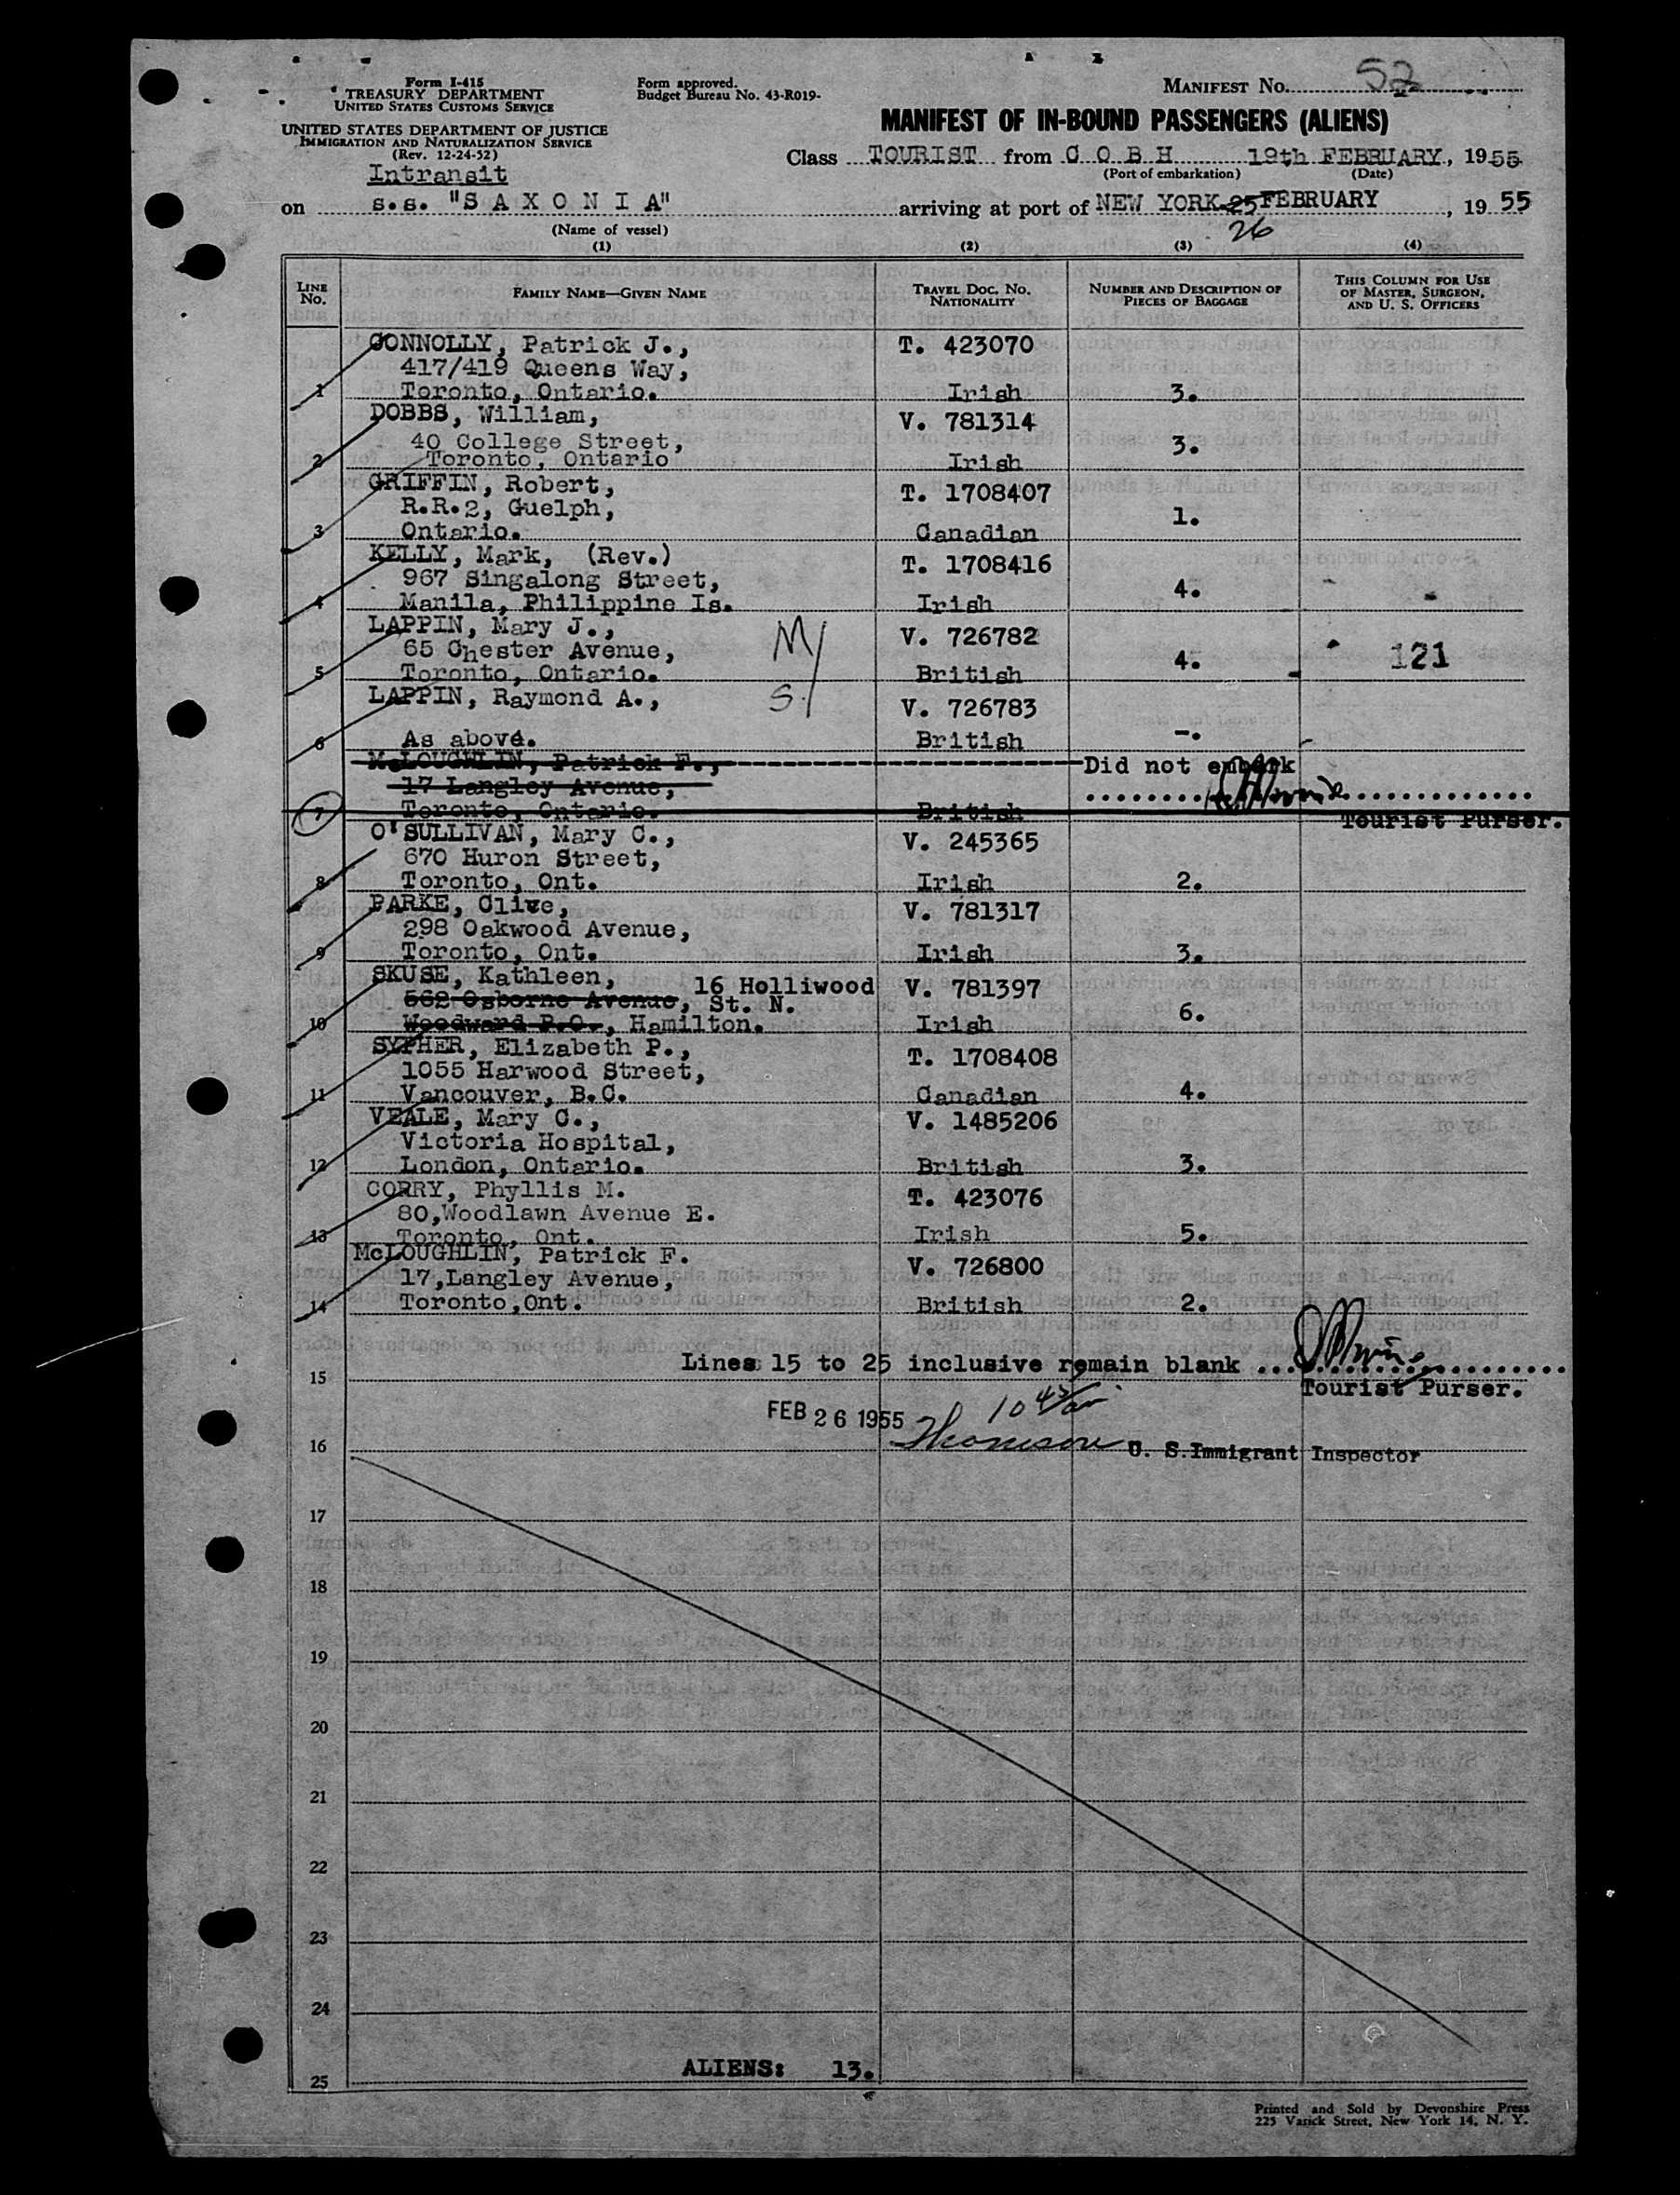 Form I-415
TREASURY DEPARTMENT
UNITED STATES CUSTOMS SERVICE
UNITED STATES DEPARTMENT OF JUSTICE
IMMIGRATION AND NATURALIZATION SERVICE
(Rev. 12-24-52)
Form approved.
Budget Bureau No. 43-R019-
MANIFEST No. 52
MANIFEST OF IN-BOUND PASSENGERS (ALIENS)
Class TOURIST from C O B H 19th FEBRUARY, 1955
(Port of embarkation) (Date)
Intransit
on s.s. "S A X O N I A" arriving at port of NEW YORK 25 FEBRUARY, 1955
26
(Name of vessel)
(1) (2) (3) (4)
LINE No. FAMILY NAME—GIVEN NAME TRAVEL DOC. NO. NATIONALITY NUMBER AND DESCRIPTION OF PIECES OF BAGGAGE THIS COLUMN FOR USE OF MASTER, SURGEON, AND U. S. OFFICERS
CONNOLLY, Patrick J., T. 423070
417/419 Queens Way,
1 Toronto, Ontario. Irish 3.
DOBBS, William, V. 781314
40 College Street, 3.
2 Toronto, Ontario Irish
GRIFFIN, Robert, T. 1708407
R.R.2, Guelph, 1.
3 Ontario. Canadian
KELLY, Mark, (Rev.) T. 1708416
967 Singalong Street, 4.
4 Manila, Philippine Is. Irish
LAPPIN, Mary J., M/ V. 726782
65 Chester Avenue, 4. 121
5 Toronto, Ontario. British
LAPPIN, Raymond A., S/ V. 726783
6 As above. British -.
McLOUGHLIN, Patrick F., Did not embark
17 Langley Avenue,
7 Toronto, Ontario. British Tourist Purser.
O'SULLIVAN, Mary C., V. 245365
670 Huron Street,
8 Toronto, Ont. Irish 2.
PARKE, Clive, V. 781317
298 Oakwood Avenue,
9 Toronto, Ont. Irish 3.
SKUSE, Kathleen, 16 Holliwood V. 781397
562 Osborne Avenue, St. N.
10 Woodward P.O., Hamilton. Irish 6.
SYPHER, Elizabeth P., T. 1708408
1055 Harwood Street,
11 Vancouver, B.C. Canadian 4.
VEALE, Mary C., V. 1485206
Victoria Hospital,
12 London, Ontario. British 3.
CORRY, Phyllis M. T. 423076
80,Woodlawn Avenue E.
13 Toronto, Ont. Irish 5.
McLOUGHLIN, Patrick F. V. 726800
17,Langley Avenue,
14 Toronto,Ont. British 2.
Lines 15 to 25 inclusive remain blank
15 Tourist Purser.
FEB 26 1955
16 U. S. Immigrant Inspector
17
18
19
20
21
22
23
24
ALIENS: 13.
25
Printed and Sold by Devonshire Press
225 Varick Street, New York 14, N. Y.